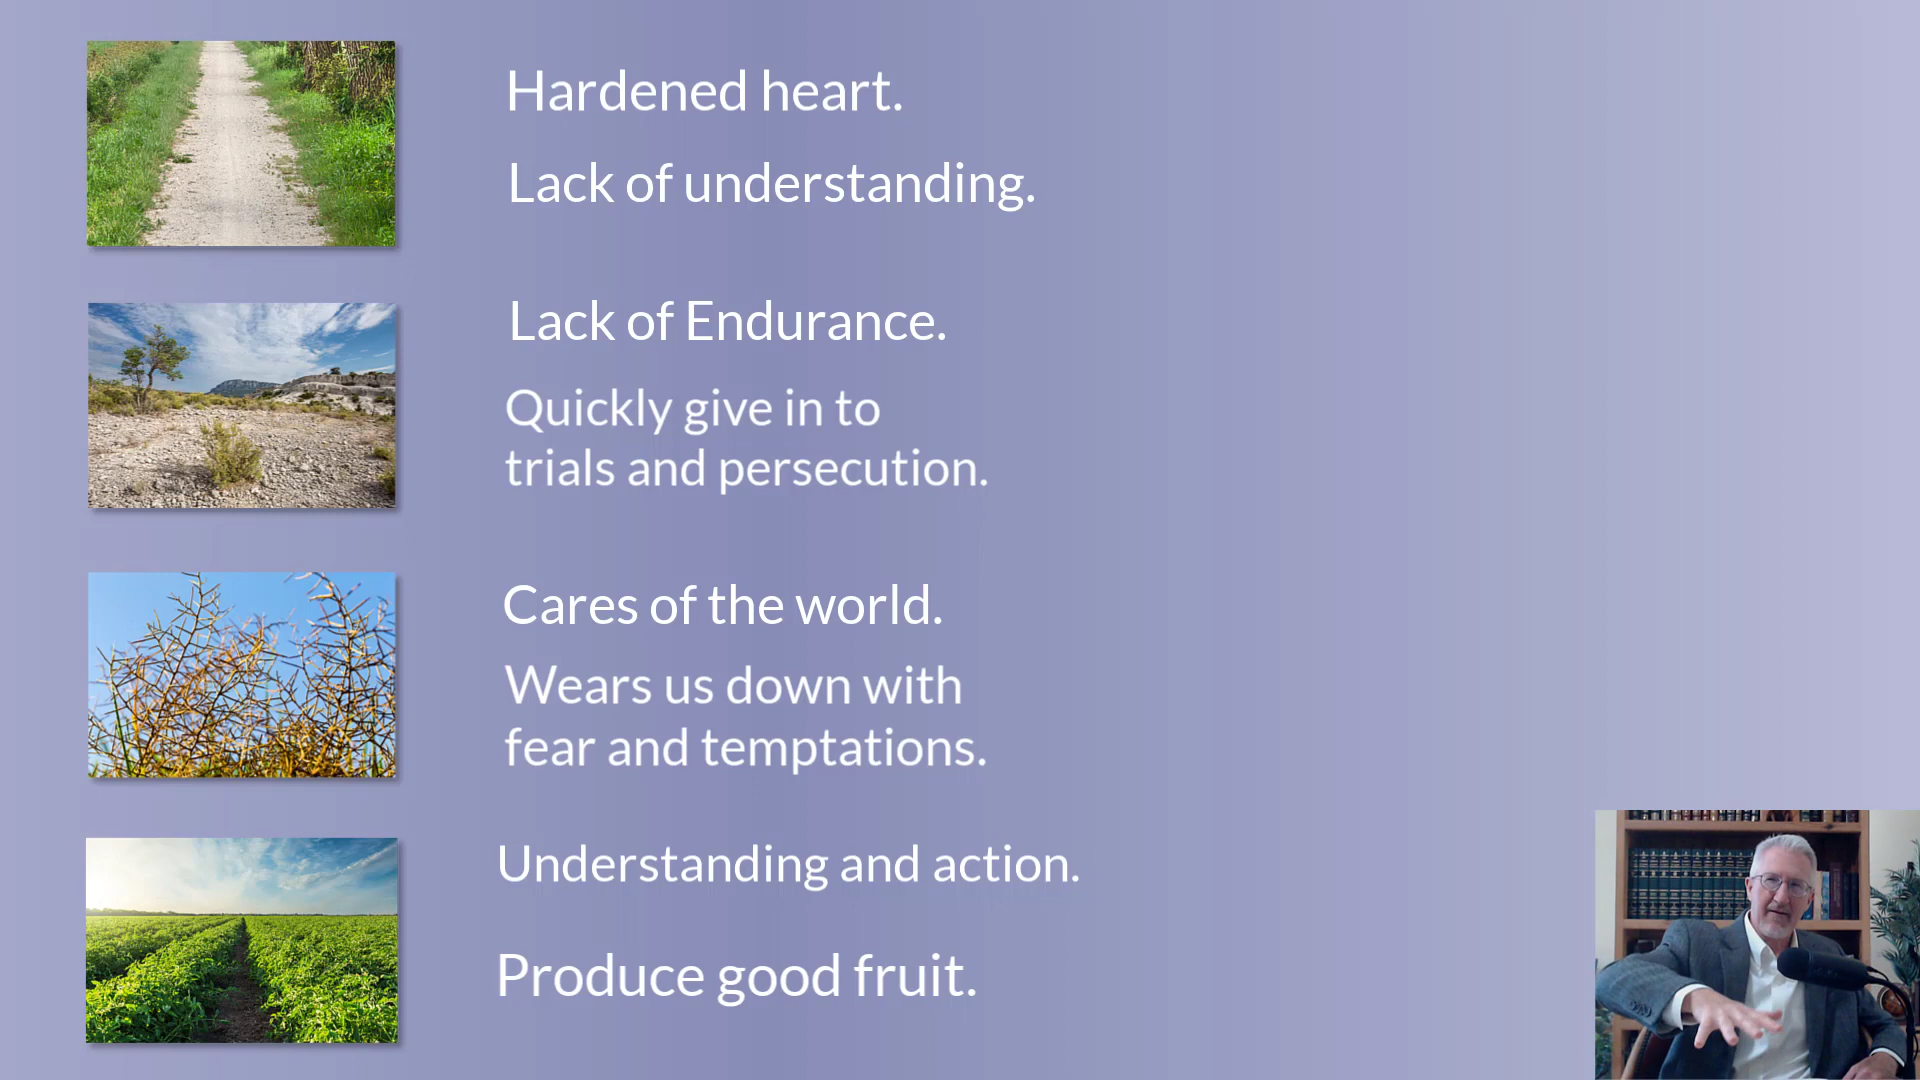 Hardened heart.
Lack of understanding.
Lack of Endurance.
Quickly give in to
trials and persecution.
Cares of the world.
Wears us down with
fear and temptations.
Understanding and action.
Produce good fruit.